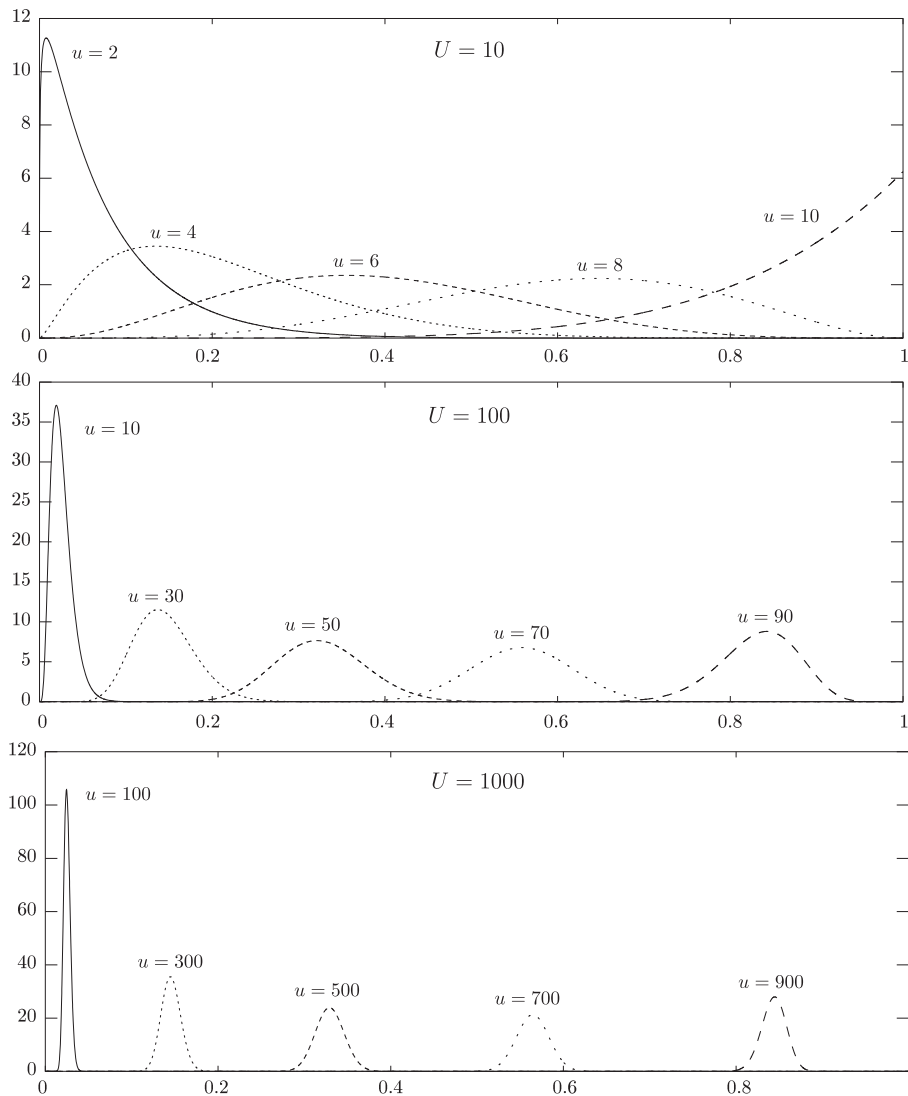 12
10
8
6
4
2
0
U = 10
u = 2
u = 4
u = 6
u = 8
u = 10
0 0.2 0.4 0.6 0.8 1
40
35
30
25
20
15
10
5
0
U = 100
u = 10
u = 30
u = 50
u = 70
u = 90
0 0.2 0.4 0.6 0.8 1
120
100
80
60
40
20
0
U = 1000
u = 100
u = 300
u = 500
u = 700
u = 900
0 0.2 0.4 0.6 0.8